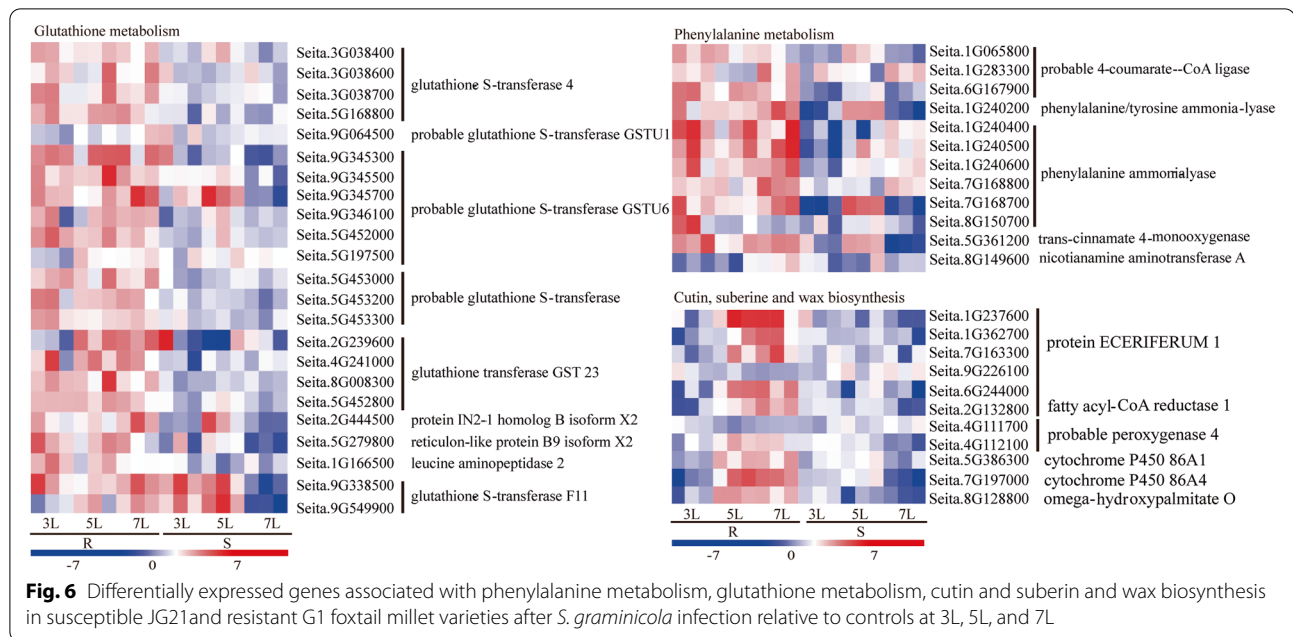 Glutathione metabolism
Seita.3G038400
Seita.3G038600
Seita.3G038700
Seita.5G168800
glutathione S-transferase 4
Seita.9G064500
probable glutathione S-transferase GSTU1
Seita.9G345300
Seita.9G345500
Seita.9G345700
Seita.9G346100
Seita.5G452000
Seita.5G197500
probable glutathione S-transferase GSTU6
Seita.5G453000
Seita.5G453200
Seita.5G453300
probable glutathione S-transferase
Seita.2G239600
Seita.4G241000
Seita.8G008300
Seita.5G452800
glutathione transferase GST 23
Seita.2G444500
protein IN2-1 homolog B isoform X2
Seita.5G279800
reticulon-like protein B9 isoform X2
Seita.1G166500
leucine aminopeptidase 2
Seita.9G338500
Seita.9G549900
glutathione S-transferase F11
3L 5L 7L 3L 5L 7L
R S
-7 0 7
Phenylalanine metabolism
Seita.1G065800
Seita.1G283300
Seita.6G167900
probable 4-coumarate--CoA ligase
Seita.1G240200
phenylalanine/tyrosine ammonia-lyase
Seita.1G240400
Seita.1G240500
Seita.1G240600
Seita.7G168800
Seita.7G168700
Seita.8G150700
phenylalanine ammonialyase
Seita.5G361200
trans-cinnamate 4-monooxygenase
Seita.8G149600
nicotianamine aminotransferase A
Cutin, suberine and wax biosynthesis
Seita.1G237600
Seita.1G362700
Seita.7G163300
Seita.9G226100
Seita.6G244000
protein ECERIFERUM 1
Seita.2G132800
fatty acyl-CoA reductase 1
Seita.4G111700
Seita.4G112100
probable peroxygenase 4
Seita.5G386300
cytochrome P450 86A1
Seita.7G197000
cytochrome P450 86A4
Seita.8G128800
omega-hydroxypalmitate O
3L 5L 7L 3L 5L 7L
R S
-7 0 7
Fig. 6 Differentially expressed genes associated with phenylalanine metabolism, glutathione metabolism, cutin and suberin and wax biosynthesis
in susceptible JG21and resistant G1 foxtail millet varieties after S. graminicola infection relative to controls at 3L, 5L, and 7L